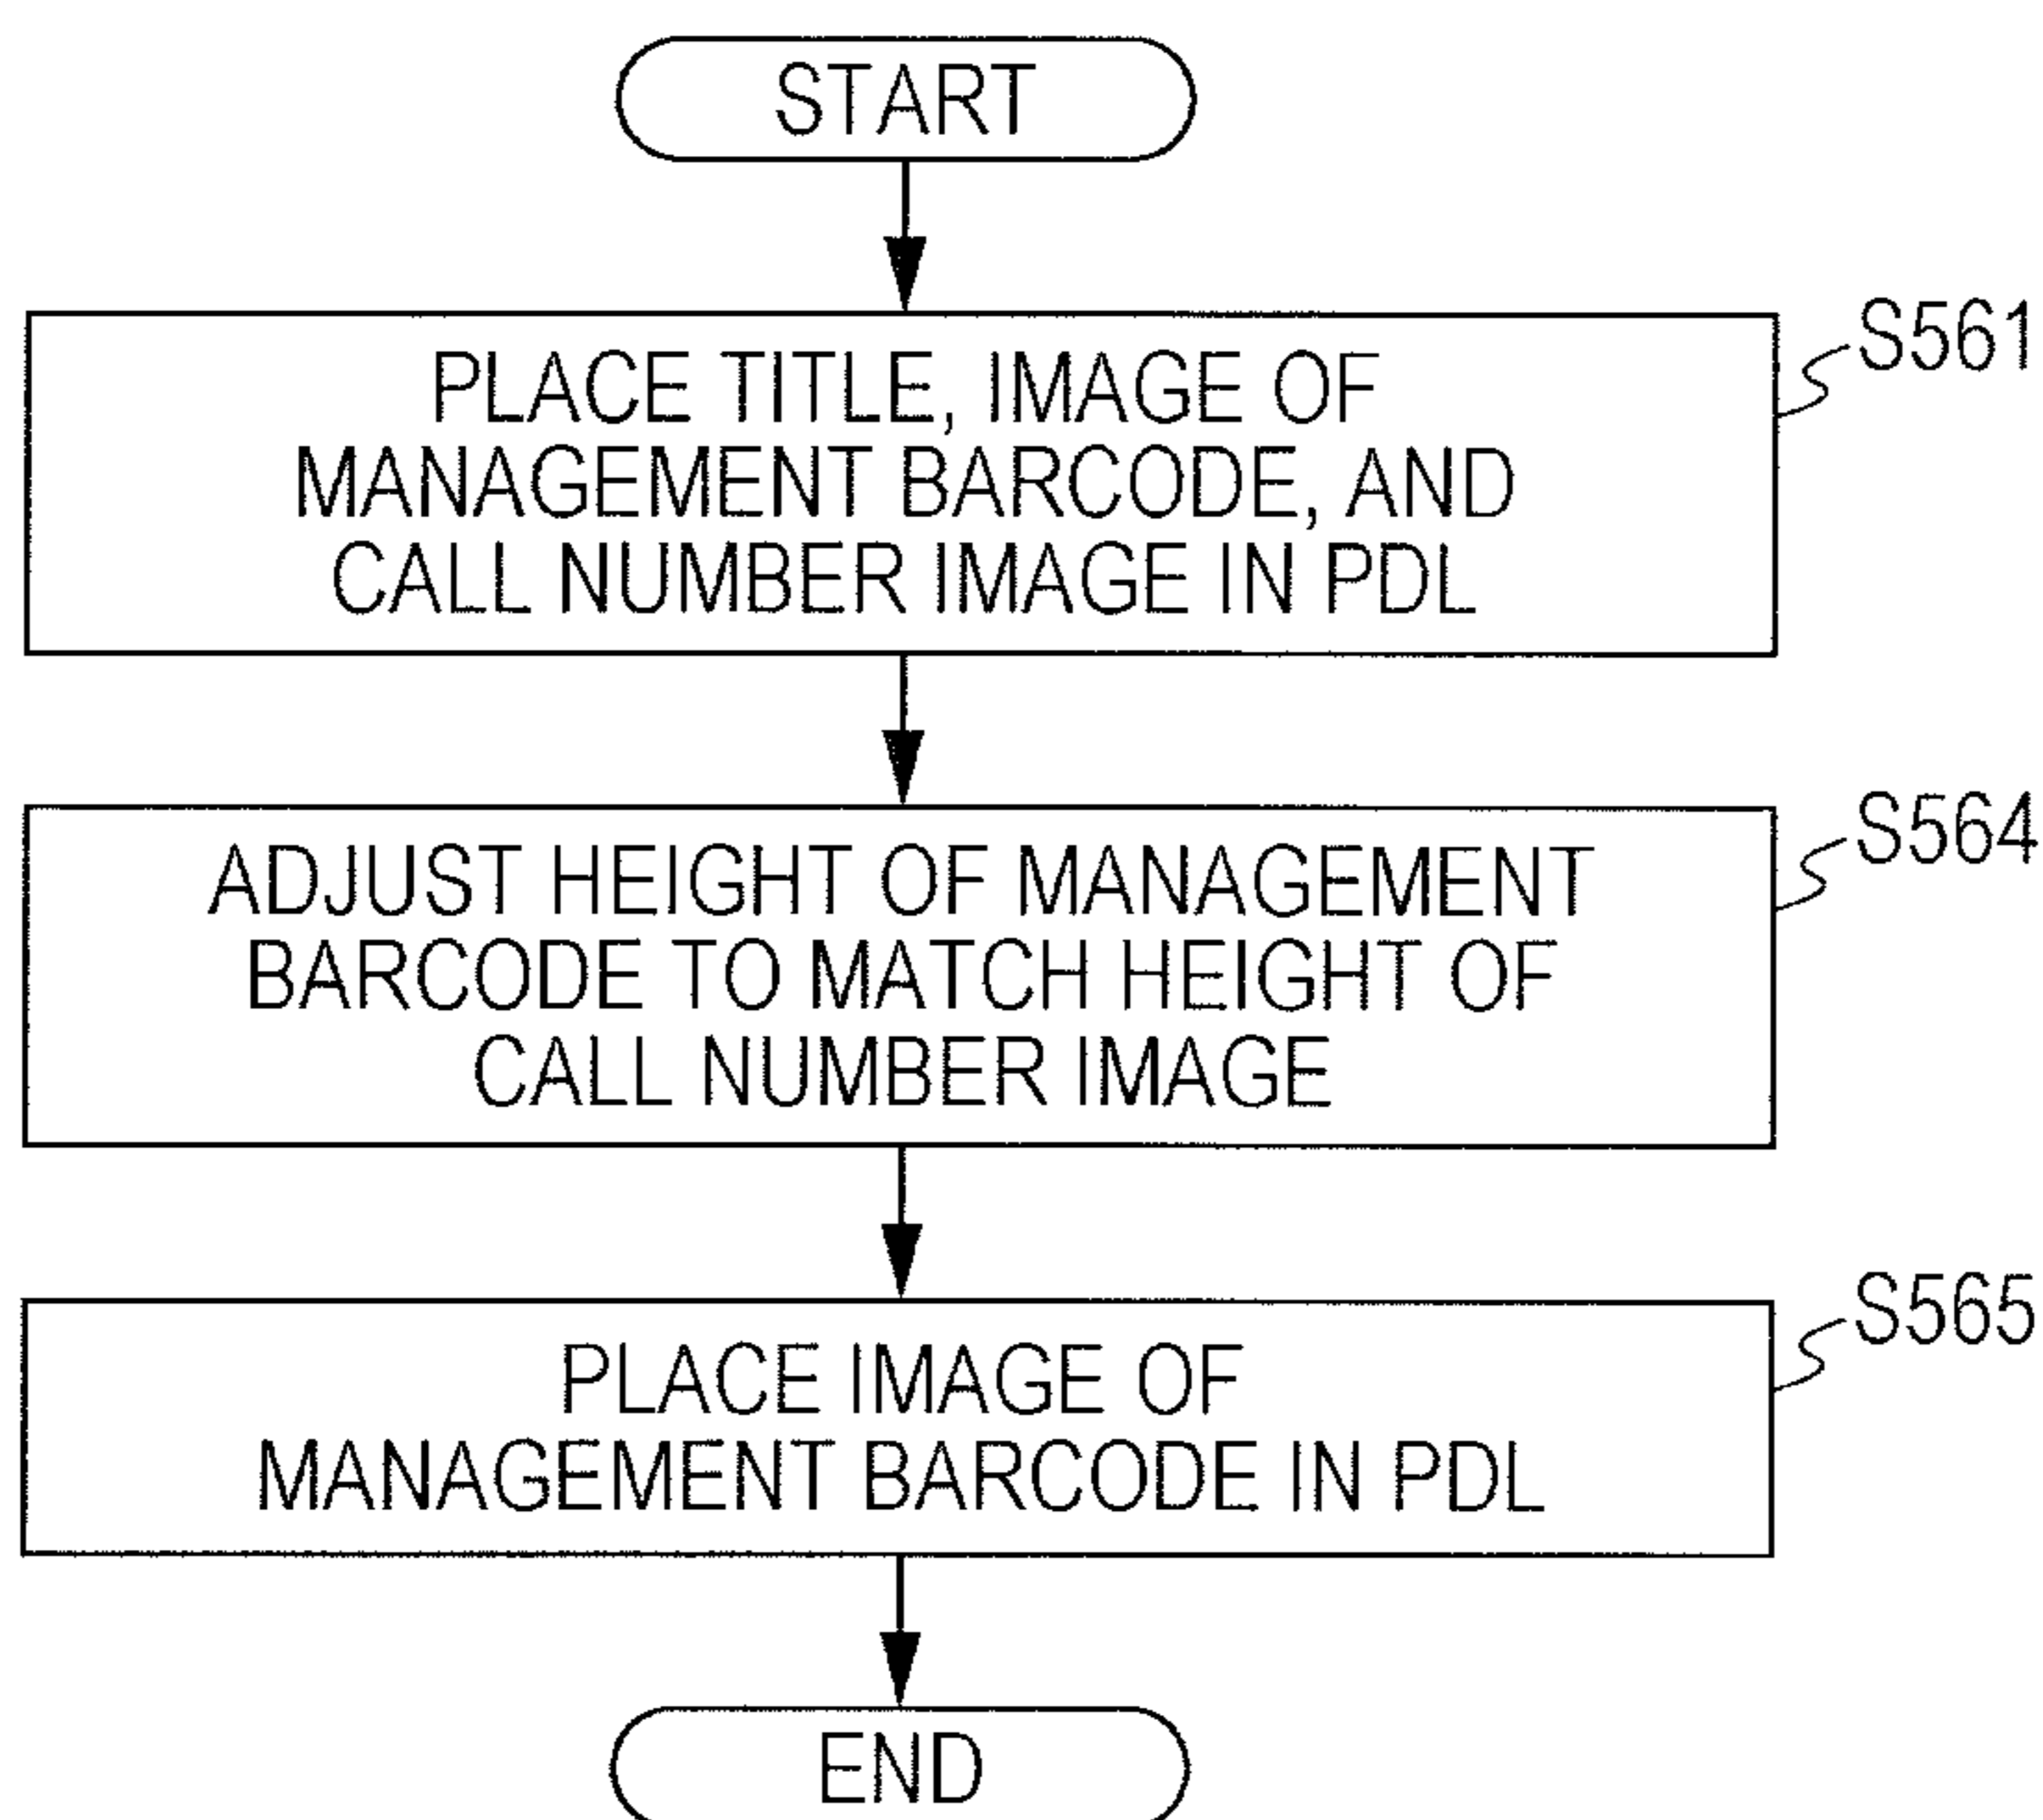 START
S561
PLACE TITLE, IMAGE OF
MANAGEMENT BARCODE, AND
CALL NUMBER IMAGE IN PDL
S564
ADJUST HEIGHT OF MANAGEMENT
BARCODE TO MATCH HEIGHT OF
CALL NUMBER IMAGE
S565
PLACE IMAGE OF
MANAGEMENT BARCODE IN PDL
END